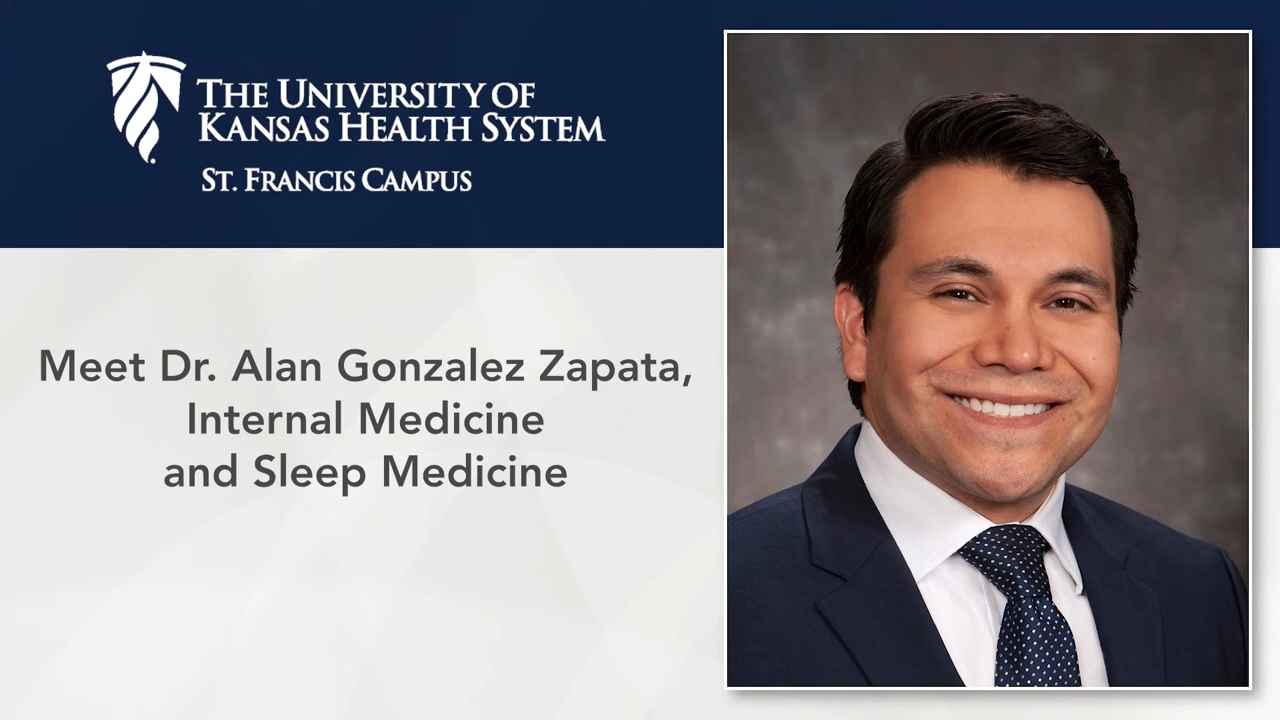 THE UNIVERSITY OF
KANSAS HEALTH SYSTEM
ST. FRANCIS CAMPUS
Meet Dr. Alan Gonzalez Zapata,
Internal Medicine
and Sleep Medicine